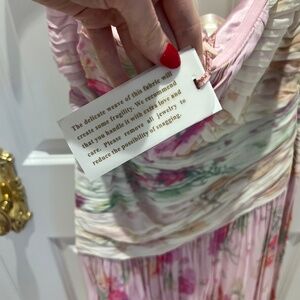 The delicate weave of this fabric will
create some fragility. We recommend
that you handle it with extra love and
care. Please remove all jewelry to
reduce the possibility of snagging.